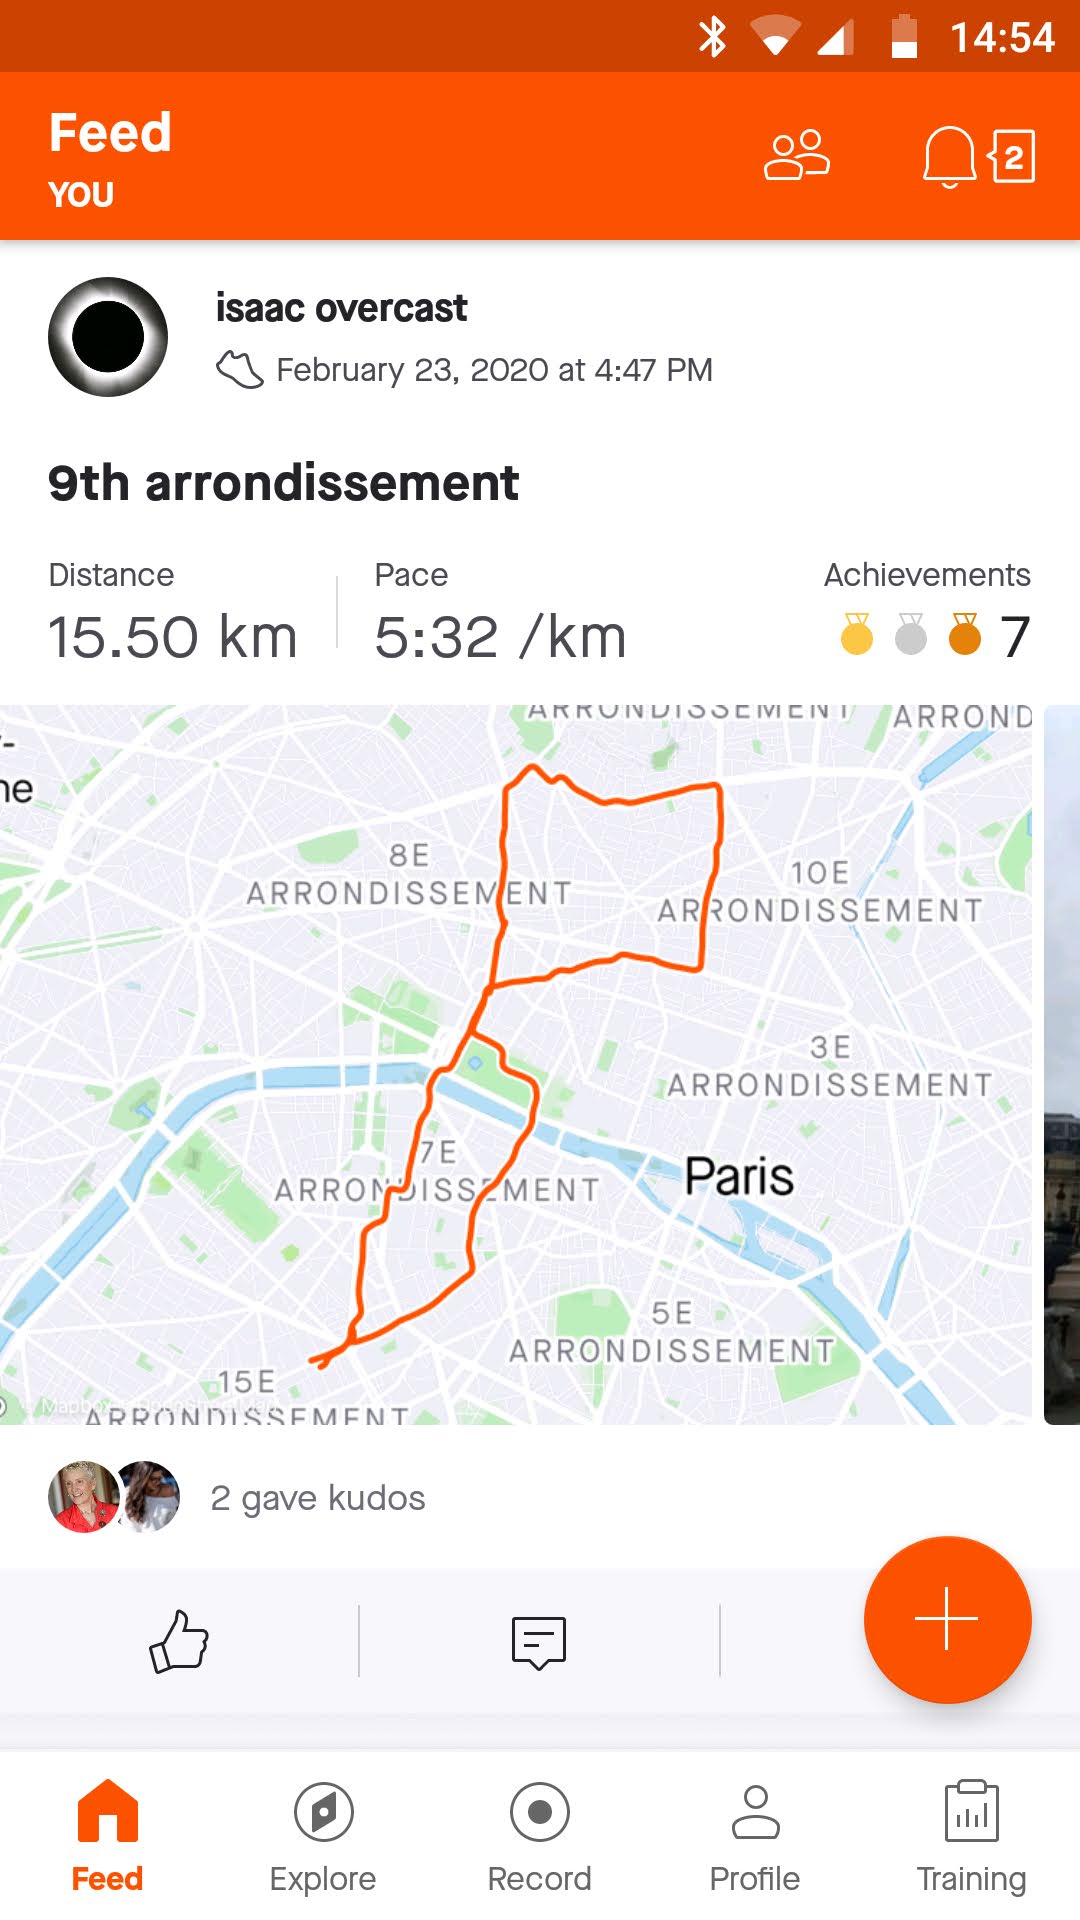 14:54
Feed
YOU
2
isaac overcast
February 23, 2020 at 4:47 PM
9th arrondissement
Distance
Pace
Achievements
15.50 km
5:32 /km
7
ARRONDISSEMENT
ARROND
-
ne
8E
ARRONDISSEMENT
10E
ARRONDISSEMENT
3E
ARRONDISSEMENT
7E
ARRONDISSEMENT
Paris
5E
ARRONDISSEMENT
15E
ARRONDISSEMENT
Mapbox © OpenStreetMap
2 gave kudos
Feed
Explore
Record
Profile
Training